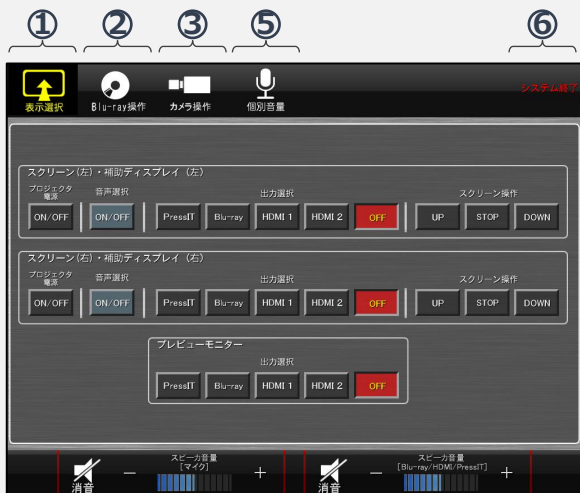 ① ② ③ ⑤ ⑥
表示選択 Blu-ray操作 カメラ操作 個別音量 システム終了
スクリーン(左)・補助ディスプレイ(左)
プロジェクタ
電源
音声選択 出力選択 スクリーン操作
ON/OFF ON/OFF PressIT Blu-ray HDMI 1 HDMI 2 OFF UP STOP DOWN
スクリーン(右)・補助ディスプレイ(右)
プロジェクタ
電源
音声選択 出力選択 スクリーン操作
ON/OFF ON/OFF PressIT Blu-ray HDMI 1 HDMI 2 OFF UP STOP DOWN
プレビューモニター
出力選択
PressIT Blu-ray HDMI 1 HDMI 2 OFF
スピーカ音量
[マイク]
消音 － ＋
スピーカ音量
[Blu-ray/HDMI/PressIT]
消音 － ＋